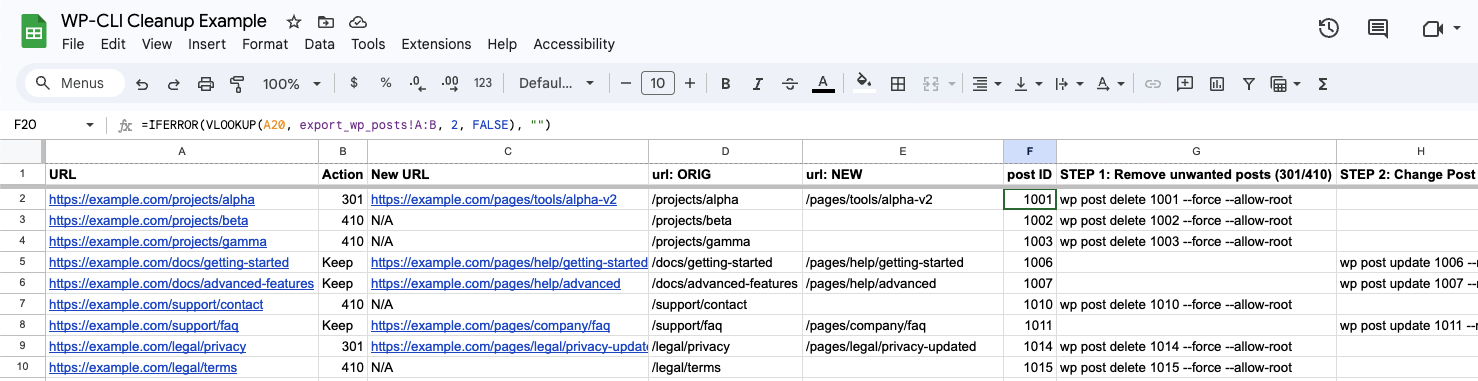 WP-CLI Cleanup Example
File Edit View Insert Format Data Tools Extensions Help Accessibility
Menus 100% $ % .0 .00 123 Defaul... − 10 + B I S A Σ
F20 fx =IFERROR(VLOOKUP(A20, export_wp_posts!A:B, 2, FALSE), "")
A B C D E F G H
1 URL Action New URL url: ORIG url: NEW post ID STEP 1: Remove unwanted posts (301/410) STEP 2: Change Post
2 https://example.com/projects/alpha 301 https://example.com/pages/tools/alpha-v2 /projects/alpha /pages/tools/alpha-v2 1001 wp post delete 1001 --force --allow-root
3 https://example.com/projects/beta 410 N/A /projects/beta 1002 wp post delete 1002 --force --allow-root
4 https://example.com/projects/gamma 410 N/A /projects/gamma 1003 wp post delete 1003 --force --allow-root
5 https://example.com/docs/getting-started Keep https://example.com/pages/help/getting-started /docs/getting-started /pages/help/getting-started 1006 wp post update 1006 --
6 https://example.com/docs/advanced-features Keep https://example.com/pages/help/advanced /docs/advanced-features /pages/help/advanced 1007 wp post update 1007 --
7 https://example.com/support/contact 410 N/A /support/contact 1010 wp post delete 1010 --force --allow-root
8 https://example.com/support/faq Keep https://example.com/pages/company/faq /support/faq /pages/company/faq 1011 wp post update 1011 --
9 https://example.com/legal/privacy 301 https://example.com/pages/legal/privacy-updat /legal/privacy /pages/legal/privacy-updated 1014 wp post delete 1014 --force --allow-root
10 https://example.com/legal/terms 410 N/A /legal/terms 1015 wp post delete 1015 --force --allow-root